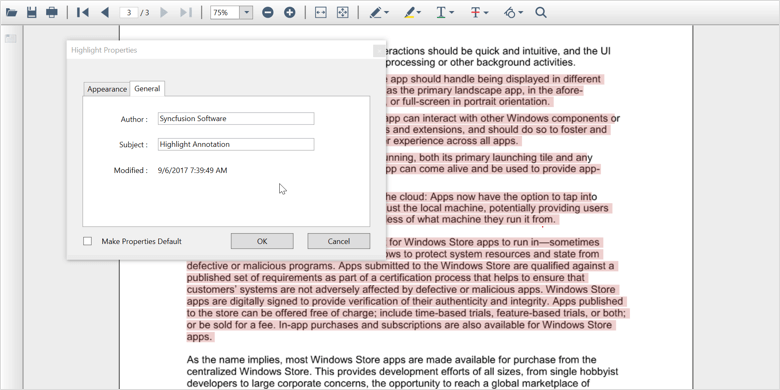 3 / 3
75%
Highlight Properties
Appearance
General
Author :
Syncfusion Software
Subject :
Highlight Annotation
Modified :
9/6/2017 7:39:49 AM
Make Properties Default
OK
Cancel
eractions should be quick and intuitive, and the UI
processing or other background activities.
e app should handle being displayed in different
as the primary landscape app, in the afore-
, or full-screen in portrait orientation.
app can interact with other Windows components or
s and extensions, and should do so to foster and
r experience across all apps.
unning, both its primary launching tile and any
pp can come alive and be used to provide app-
he cloud: Apps now have the option to tap into
ust the local machine, potentially providing users
less of what machine they run it from.
for Windows Store apps to run in—sometimes
ows to protect system resources and state from
defective or malicious programs. Apps submitted to the Windows Store are qualified against a
published set of requirements as part of a certification process that helps to ensure that
customers’ systems are not adversely affected by defective or malicious apps. Windows Store
apps are digitally signed to provide verification of their authenticity and integrity. Apps published
to the store can be offered free of charge; include time-based trials, feature-based trials, or both;
or be sold for a fee. In-app purchases and subscriptions are also available for Windows Store
apps.
As the name implies, most Windows Store apps are made available for purchase from the
centralized Windows Store. This provides development efforts of all sizes, from single hobbyist
developers to large corporate concerns, the opportunity to reach a global marketplace of